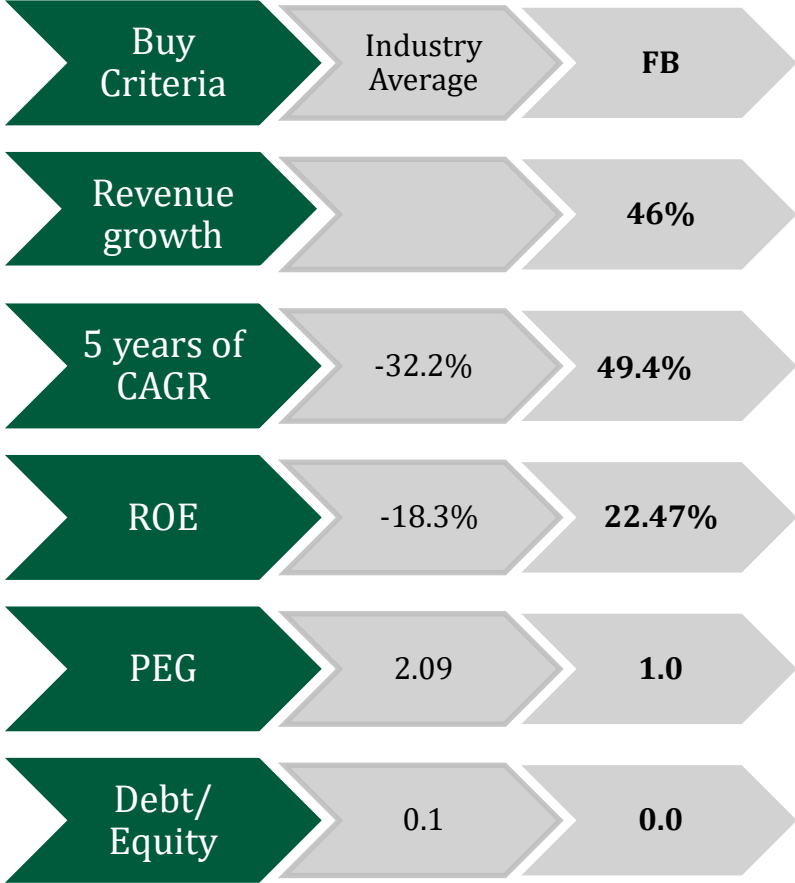 Buy
Criteria
Industry
Average
FB
Revenue
growth
46%
5 years of
CAGR
-32.2%
49.4%
ROE
-18.3%
22.47%
PEG
2.09
1.0
Debt/
Equity
0.1
0.0